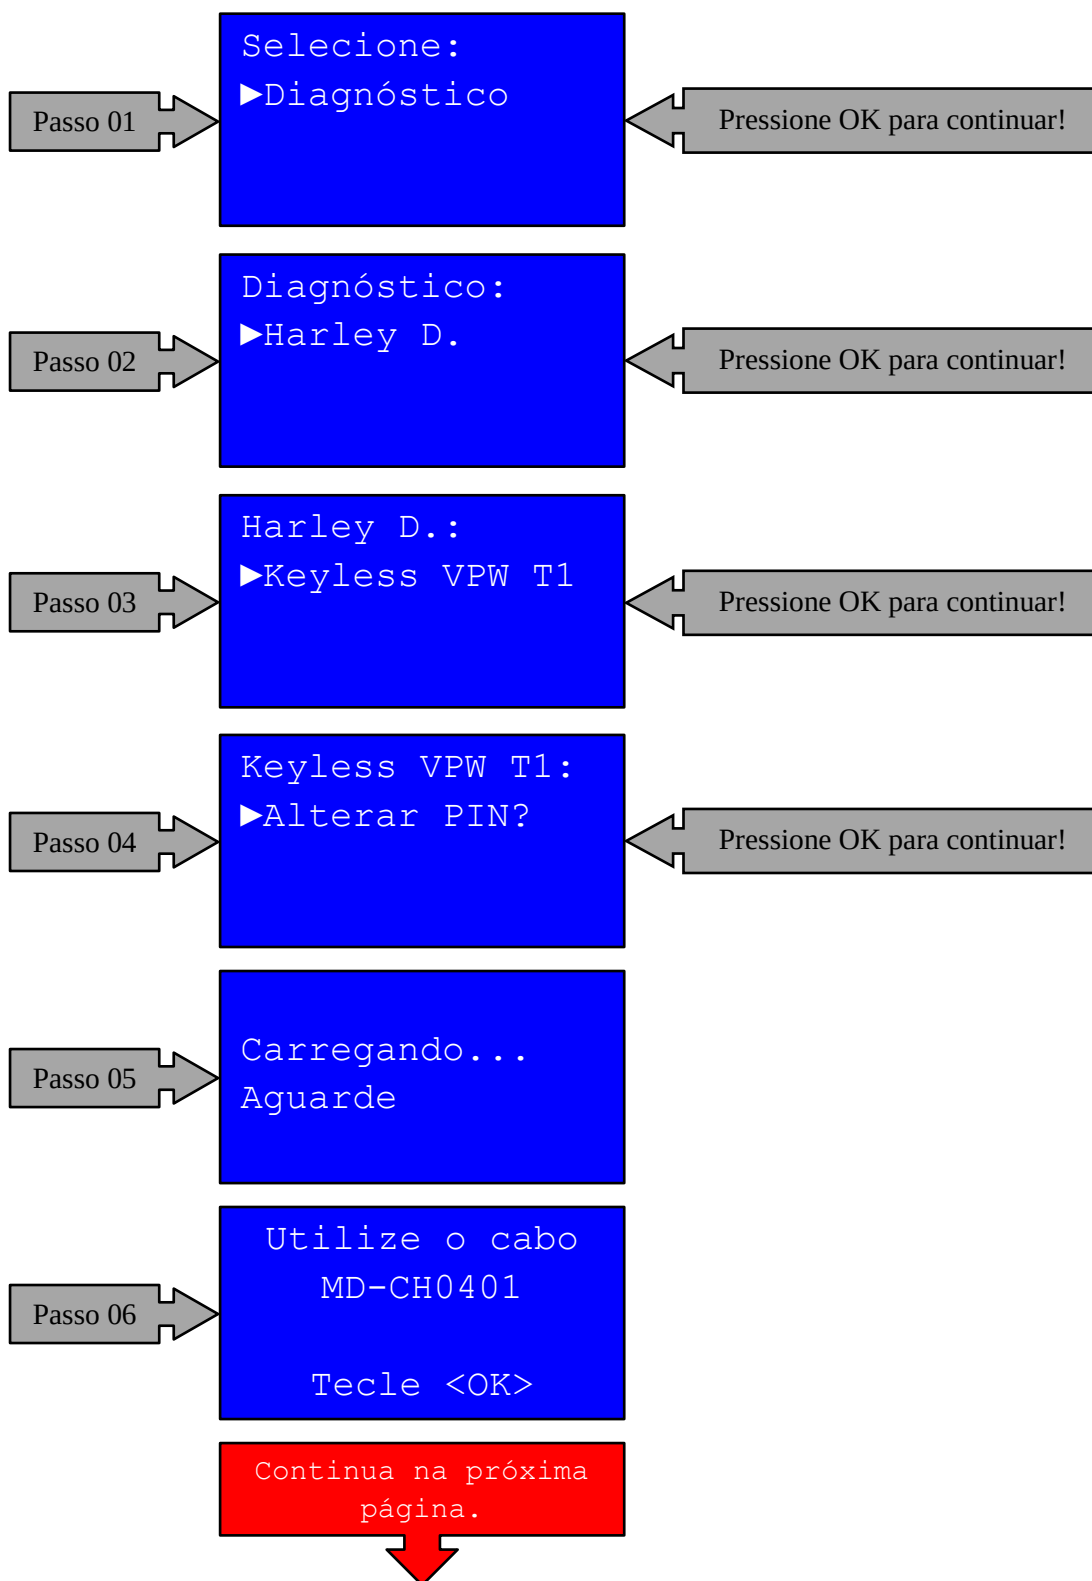 Selecione:
Passo 01
►Diagnóstico
Pressione OK para continuar!
Diagnóstico:
Passo 02
►Harley D.
Pressione OK para continuar!
Harley D.:
Passo 03
►Keyless VPW T1
Pressione OK para continuar!
Keyless VPW T1:
Passo 04
►Alterar PIN?
Pressione OK para continuar!
Passo 05
Carregando...
Aguarde
Passo 06
Utilize o cabo
MD-CH0401
Tecle <OK>
Continua na próxima
página.